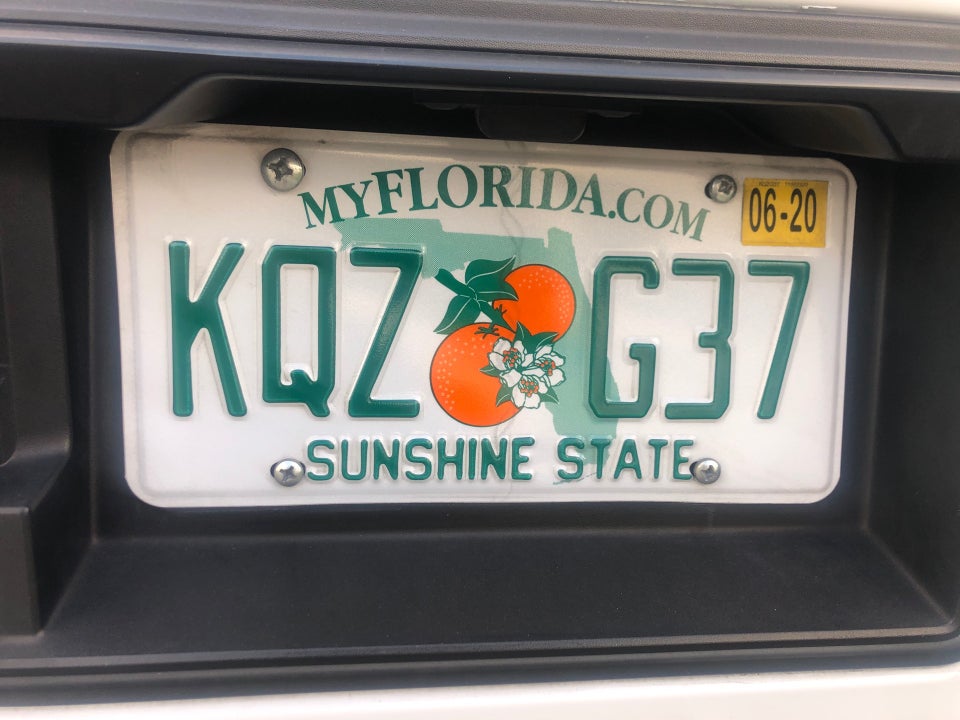 MYFLORIDA.COM
06-20
KQZ G37
SUNSHINE STATE